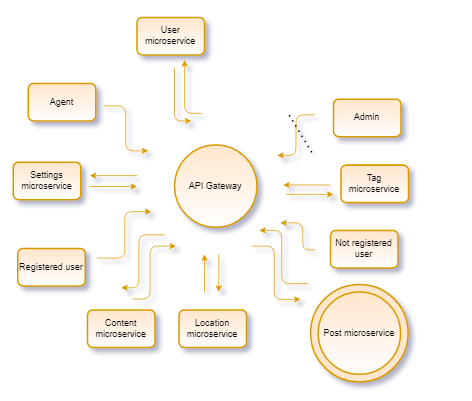 User
microservice
Agent
Admin
Settings
microservice
API Gateway
Tag
microservice
Not registered
user
Registered user
Content
microservice
Location
microservice
Post microservice